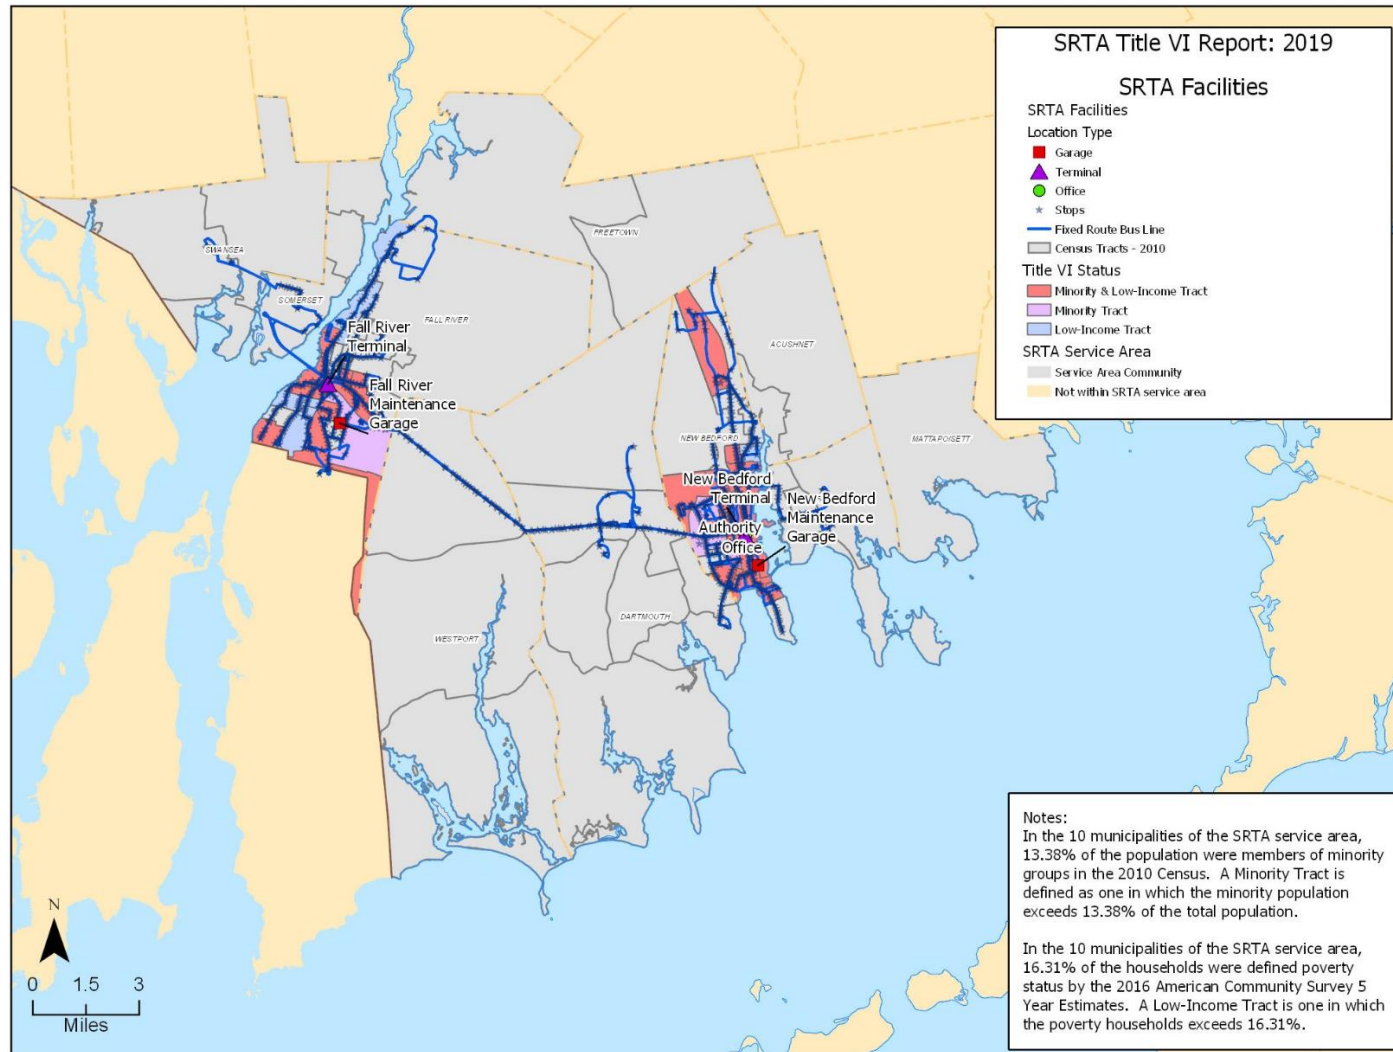 SRTA Title VI Report: 2019
SRTA Facilities
SRTA Facilities
Location Type
Garage
Terminal
Office
Stops
Fixed Route Bus Line
Census Tracts - 2010
Title VI Status
Minority & Low-Income Tract
Minority Tract
Low-Income Tract
SRTA Service Area
Service Area Community
Not within SRTA service area
FREETOWN
SWANSEA
SOMERSET
FALL RIVER
Fall River
Terminal
ACUSHNET
Fall River
Maintenance
Garage
NEW BEDFORD
MATTAPOISETT
New Bedford
Terminal
New Bedford
Maintenance
Garage
Authority
Office
DARTMOUTH
WESTPORT
Notes:
In the 10 municipalities of the SRTA service area,
13.38% of the population were members of minority
groups in the 2010 Census. A Minority Tract is
defined as one in which the minority population
exceeds 13.38% of the total population.
In the 10 municipalities of the SRTA service area,
16.31% of the households were defined poverty
status by the 2016 American Community Survey 5
Year Estimates. A Low-Income Tract is one in which
the poverty households exceeds 16.31%.
N
0 1.5 3
Miles